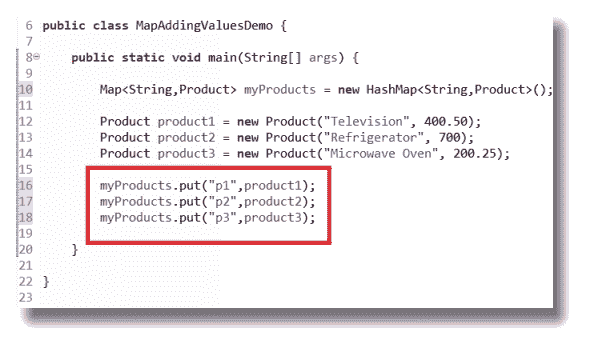 6 public class MapAddingValuesDemo {
7
8 public static void main(String[] args) {
9
10 Map<String,Product> myProducts = new HashMap<String,Product>();
11
12 Product product1 = new Product("Television", 400.50);
13 Product product2 = new Product("Refrigerator", 700);
14 Product product3 = new Product("Microwave Oven", 200.25);
15
16 myProducts.put("p1",product1);
17 myProducts.put("p2",product2);
18 myProducts.put("p3",product3);
19
20 }
21
22 }
23